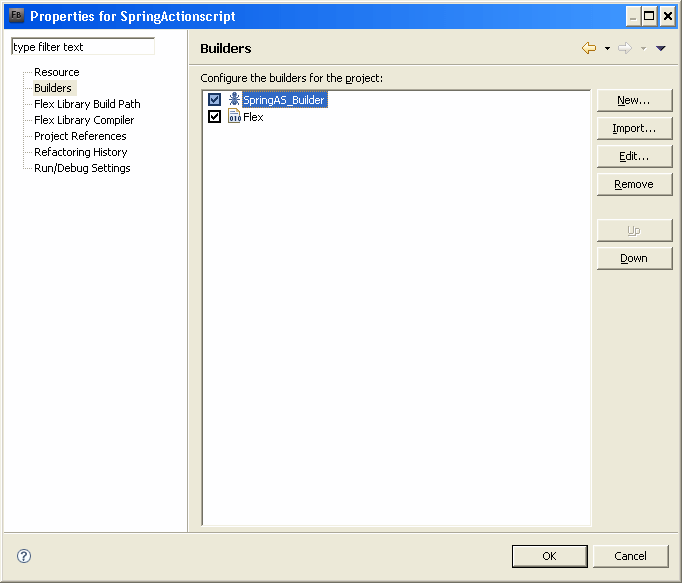 FB Properties for SpringActionscript
type filter text
Resource
Builders
Flex Library Build Path
Flex Library Compiler
Project References
Refactoring History
Run/Debug Settings
Builders
Configure the builders for the project:
SpringAS_Builder
010 Flex
New...
Import...
Edit...
Remove
Up
Down
?
OK
Cancel